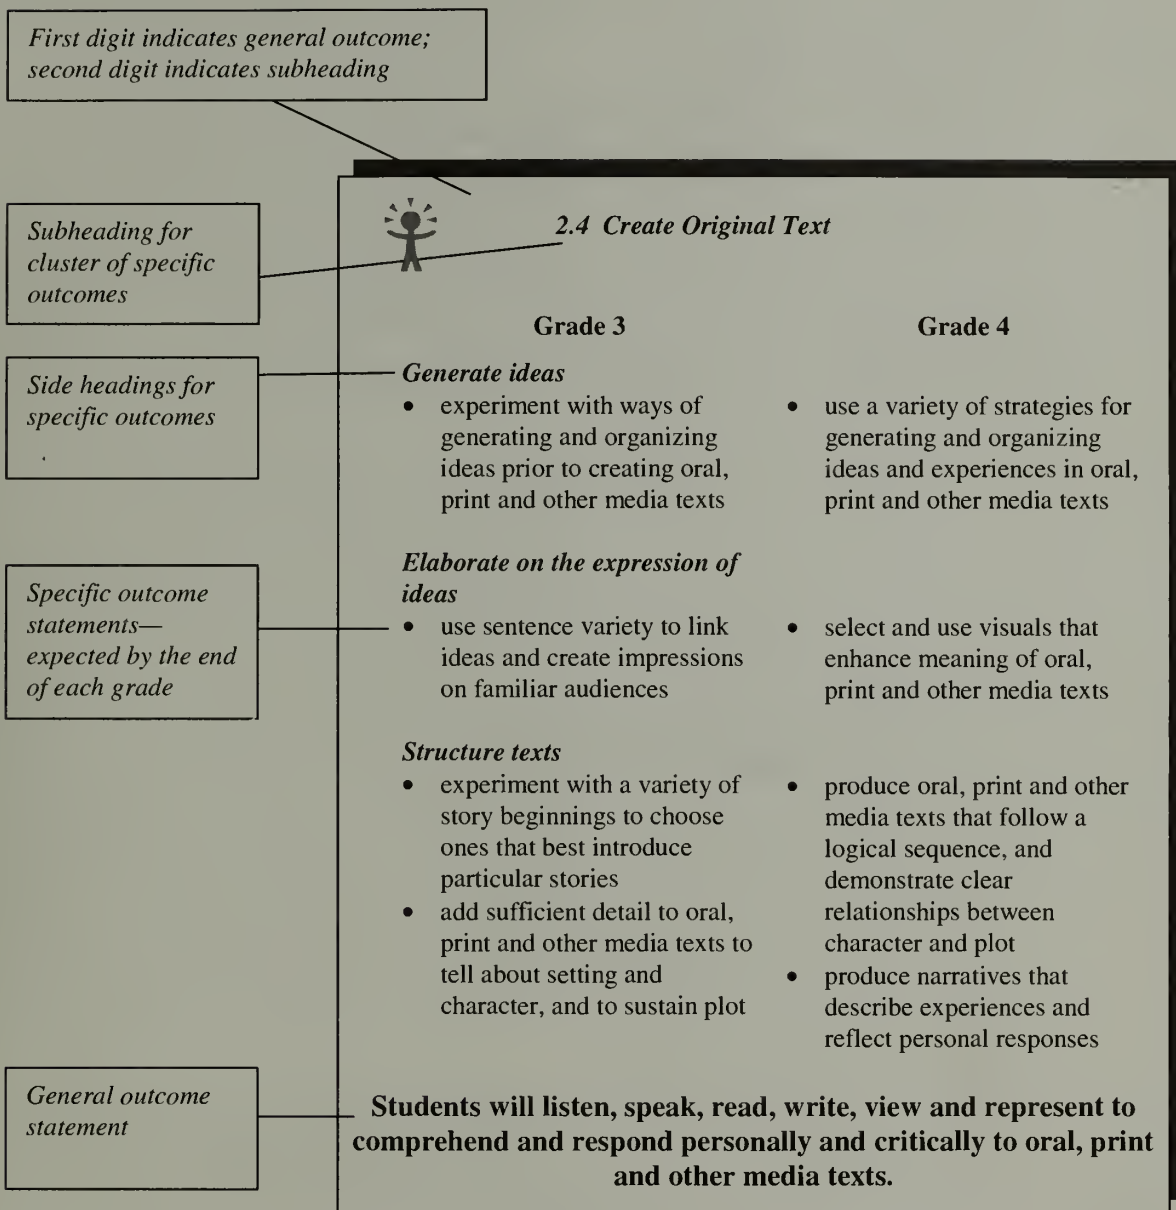 First digit indicates general outcome;
second digit indicates subheading
Subheading for
cluster of specific
outcomes
Side headings for
specific outcomes
Specific outcome
statements—
expected by the end
of each grade
General outcome
statement
2.4 Create Original Text
Grade 3
Generate ideas
• experiment with ways of
generating and organizing
ideas prior to creating oral,
print and other media texts
Elaborate on the expression of
ideas
• use sentence variety to link
ideas and create impressions
on familiar audiences
Structure texts
• experiment with a variety of
story beginnings to choose
ones that best introduce
particular stories
• add sufficient detail to oral,
print and other media texts to
tell about setting and
character, and to sustain plot
Grade 4
• use a variety of strategies for
generating and organizing
ideas and experiences in oral,
print and other media texts
• select and use visuals that
enhance meaning of oral,
print and other media texts
• produce oral, print and other
media texts that follow a
logical sequence, and
demonstrate clear
relationships between
character and plot
• produce narratives that
describe experiences and
reflect personal responses
Students will listen, speak, read, write, view and represent to
comprehend and respond personally and critically to oral, print
and other media texts.